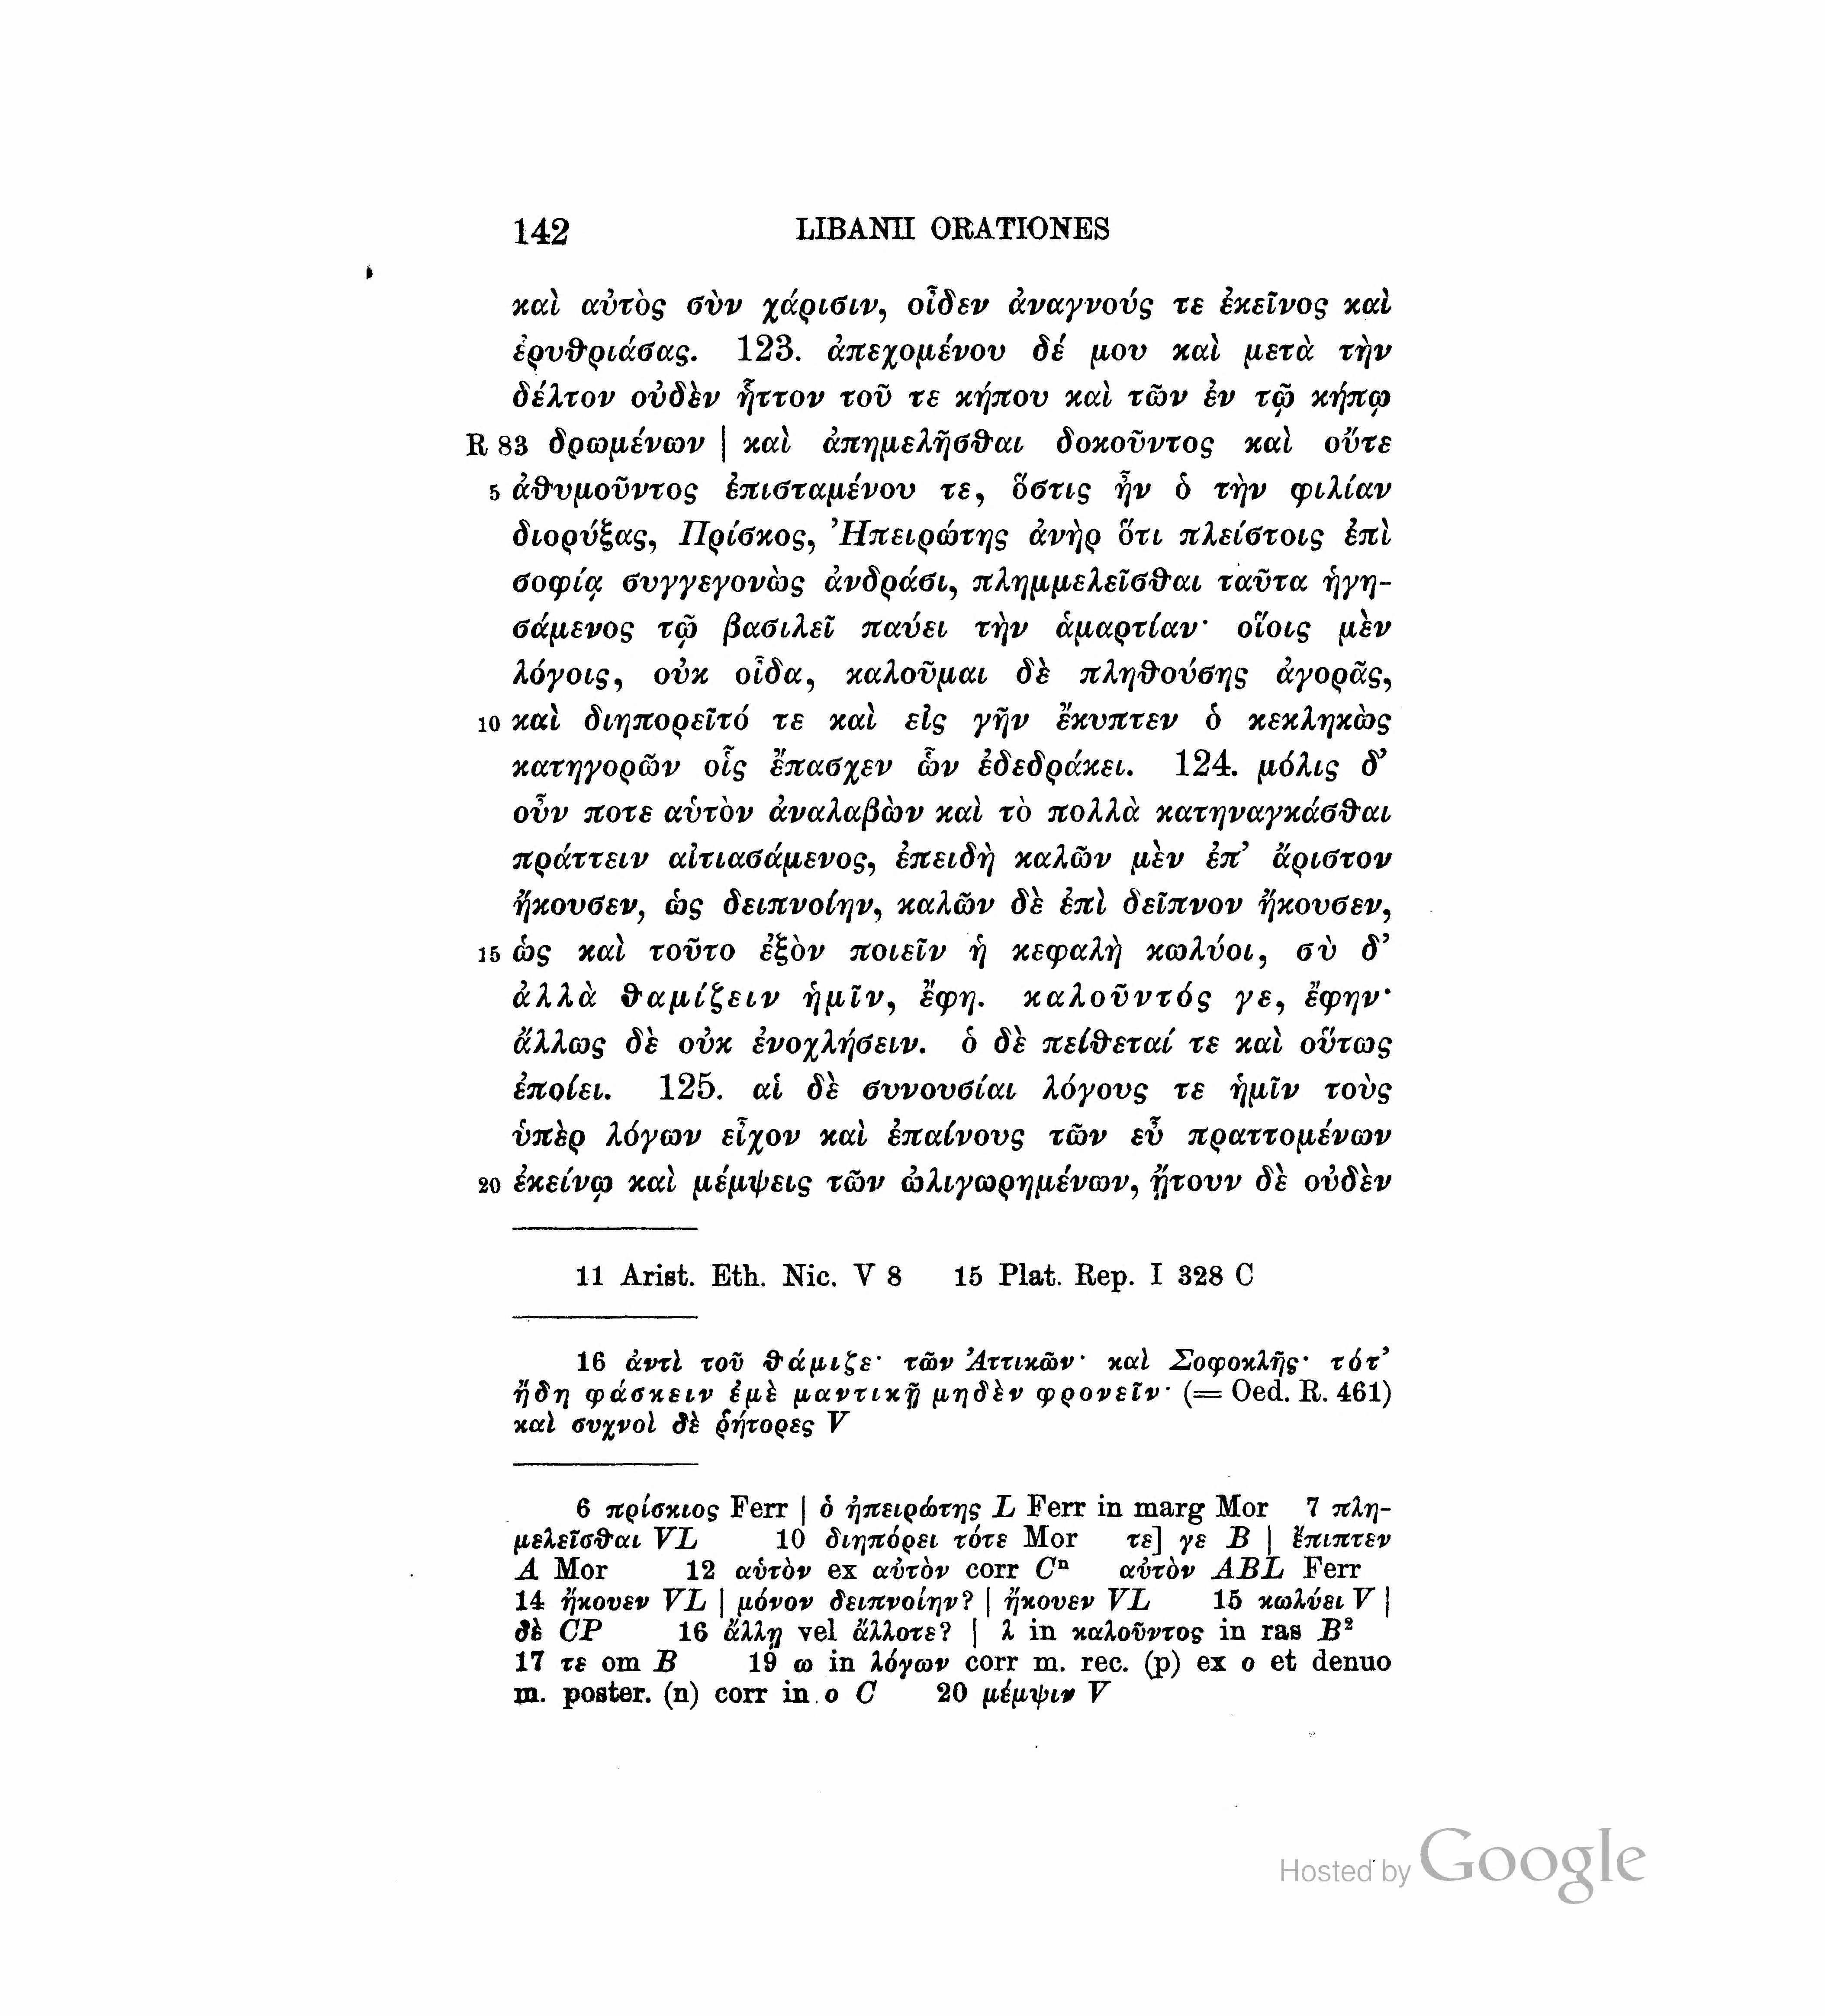 142 LIBANII ORATIONES
καὶ αὐτὸς σὺν χάρισιν, οἶδεν ἀναγνούς τε ἐκεῖνος καὶ
ἐρυθριάσας. 123. ἀπεχομένου δέ μου καὶ μετὰ τὴν
δέλτον οὐδὲν ἧττον τοῦ τε κήπου καὶ τῶν ἐν τῷ κήπῳ
R 83 δρωμένων | καὶ ἀπημελῆσθαι δοκοῦντος καὶ οὔτε
5 ἀθυμοῦντος ἐπισταμένου τε, ὅστις ἦν ὁ τὴν φιλίαν
διορύξας, Πρίσκος, Ἠπειρώτης ἀνὴρ ὅτι πλείστοις ἐπὶ
σοφίᾳ συγγεγονὼς ἀνδράσι, πλημμελεῖσθαι ταῦτα ἡγη-
σάμενος τῷ βασιλεῖ παύει τὴν ἁμαρτίαν· οἵοις μὲν
λόγοις, οὐκ οἶδα, καλοῦμαι δὲ πληθούσης ἀγορᾶς,
10 καὶ διηπορεῖτό τε καὶ εἰς γῆν ἔκυπτεν ὁ κεκληκὼς
κατηγορῶν οἷς ἔπασχεν ὧν ἐδεδράκει. 124. μόλις δ’
οὖν ποτε αὑτὸν ἀναλαβὼν καὶ τὸ πολλὰ κατηναγκάσθαι
πράττειν αἰτιασάμενος, ἐπειδὴ καλῶν μὲν ἐπ’ ἄριστον
ἤκουσεν, ὡς δειπνοίην, καλῶν δὲ ἐπὶ δεῖπνον ἤκουσεν,
15 ὡς καὶ τοῦτο ἐξὸν ποιεῖν ἡ κεφαλὴ κωλύοι, σὺ δ’
ἀλλὰ θαμίζειν ἡμῖν, ἔφη. καλοῦντός γε, ἔφην·
ἄλλως δὲ οὐκ ἐνοχλήσειν. ὁ δὲ πείθεταί τε καὶ οὕτως
ἐποίει. 125. αἱ δὲ συνουσίαι λόγους τε ἡμῖν τοὺς
ὑπὲρ λόγων εἶχον καὶ ἐπαίνους τῶν εὖ πραττομένων
20 ἐκείνῳ καὶ μέμψεις τῶν ὠλιγωρημένων, ᾔτουν δὲ οὐδὲν
11 Arist. Eth. Nic. V 8 15 Plat. Rep. I 328 C
16 ἀντὶ τοῦ θάμιζε· τῶν Ἀττικῶν· καὶ Σοφοκλῆς· τότ’
ἤδη φάσκειν ἐμὲ μαντικῇ μηδὲν φρονεῖν· (= Oed. R. 461)
καὶ συχνοὶ δὲ ῥήτορες V
6 πρίσκιος Ferr | ὁ ἠπειρώτης L Ferr in marg Mor 7 πλη-
μελεῖσθαι VL 10 διηπόρει τότε Mor τε] γε B | ἔπιπτεν
A Mor 12 αὑτὸν ex αὐτὸν corr Cⁿ αὐτὸν ABL Ferr
14 ἤκουεν VL | μόνον δειπνοίην? | ἤκουεν VL 15 κωλύει V |
δὲ CP 16 ἄλλῃ vel ἄλλοτε? | λ in καλοῦντος in ras B²
17 τε om B 19 ω in λόγων corr m. rec. (p) ex ο et denuo
m. poster. (n) corr in ο C 20 μέμψιν V
Hosted by Google